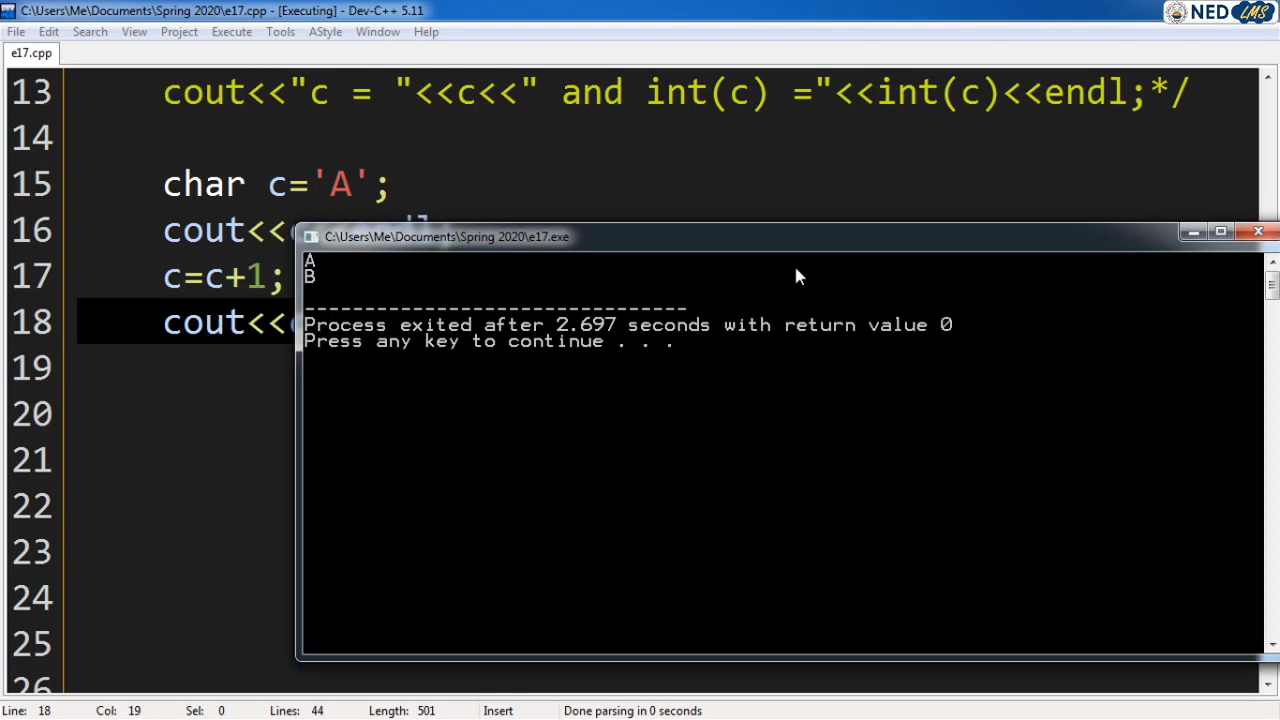 C:\Users\Me\Documents\Spring 2020\e17.cpp - [Executing] - Dev-C++ 5.11
NED LMS
File Edit Search View Project Execute Tools AStyle Window Help
e17.cpp
13 cout<<"c = "<<c<<" and int(c) ="<<int(c)<<endl;*/
14
15 char c='A';
16 cout<<
17 c=c+1;
18 cout<<
19
20
21
22
23
24
25
26
C:\Users\Me\Documents\Spring 2020\e17.exe
A
B
--------------------------------
Process exited after 2.697 seconds with return value 0
Press any key to continue . . .
Line: 18 Col: 19 Sel: 0 Lines: 44 Length: 501 Insert Done parsing in 0 seconds